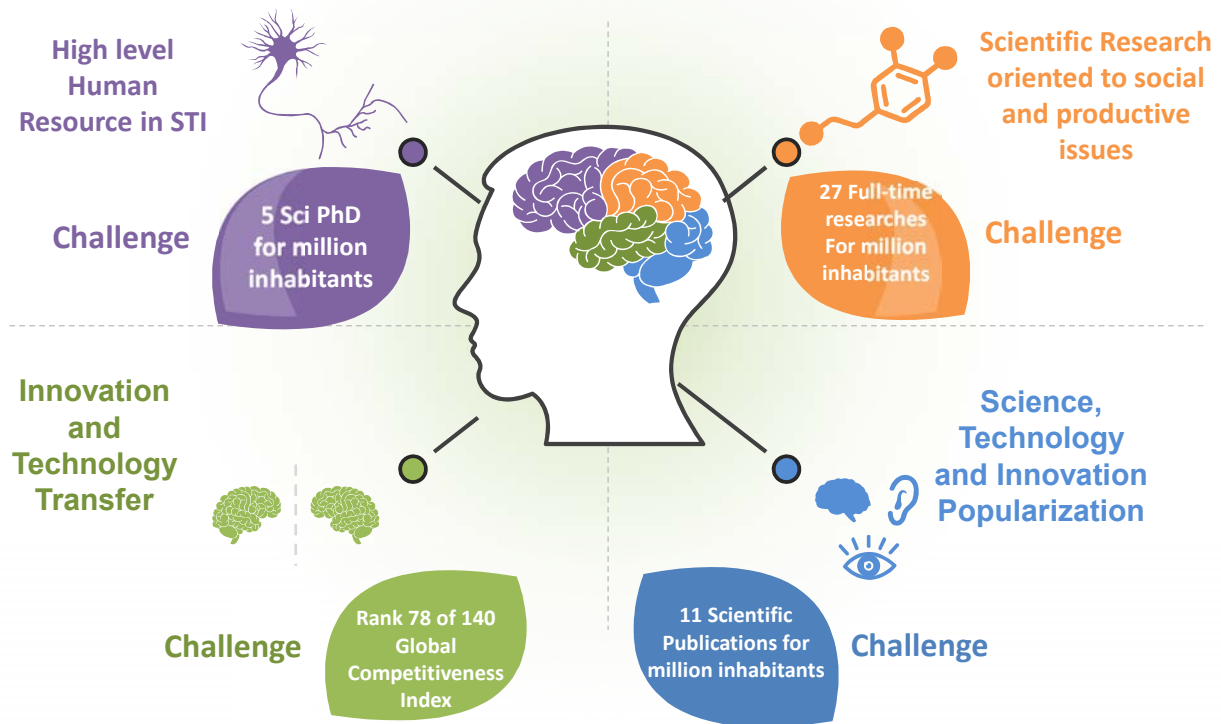 High level
Human
Resource in STI
Challenge
5 Sci PhD
for million
inhabitants
Scientific Research
oriented to social
and productive
issues
27 Full-time
researches
For million
inhabitants
Challenge
Innovation
and
Technology
Transfer
Challenge
Rank 78 of 140
Global
Competitiveness
Index
Science,
Technology
and Innovation
Popularization
11 Scientific
Publications for
million inhabitants
Challenge